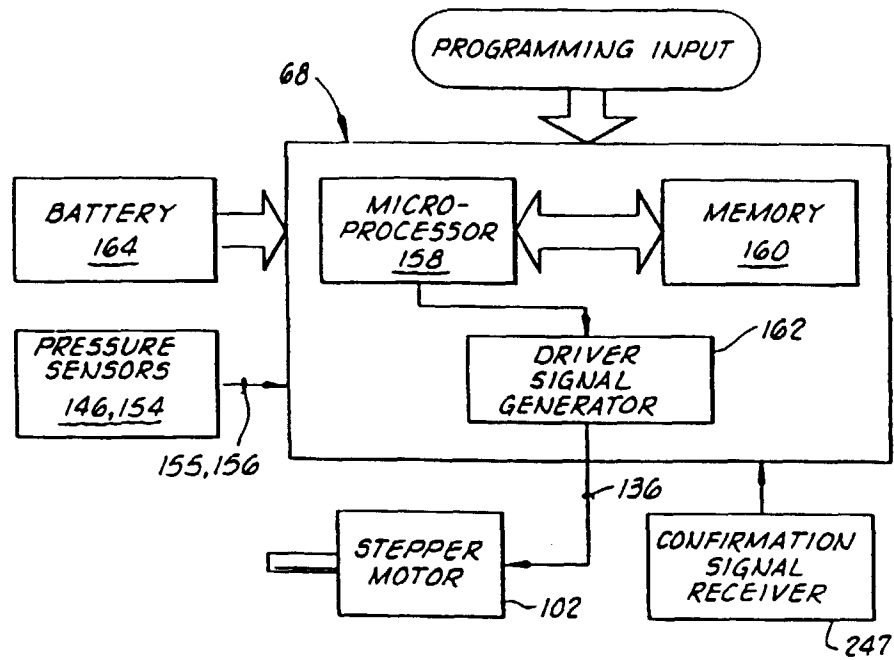 PROGRAMMING INPUT
68
BATTERY
164
MICRO-
PROCESSOR
158
MEMORY
160
PRESSURE
SENSORS
146,154
155,156
162
DRIVER
SIGNAL
GENERATOR
136
STEPPER
MOTOR
102
CONFIRMATION
SIGNAL
RECEIVER
247